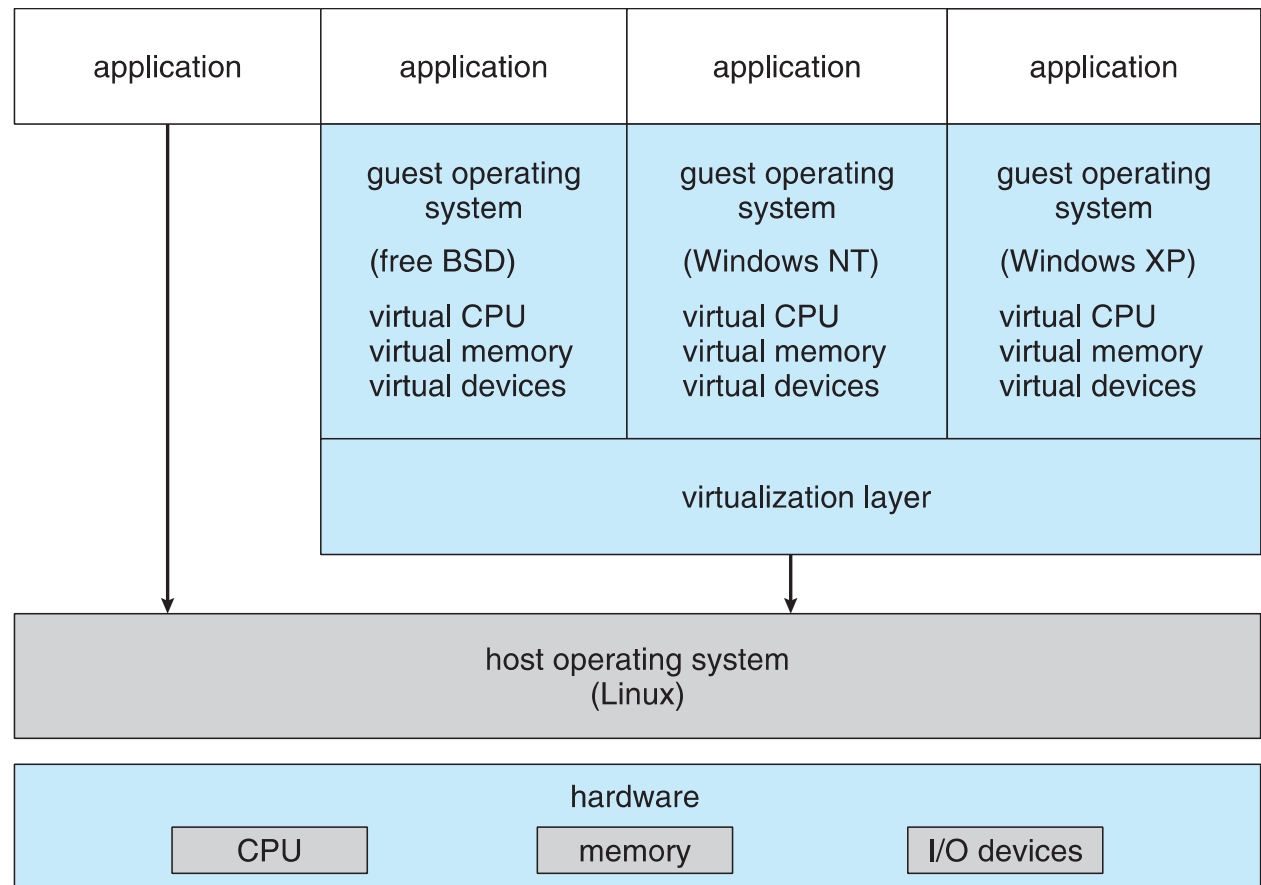 application
application
application
application
guest operating
system
(free BSD)
virtual CPU
virtual memory
virtual devices
guest operating
system
(Windows NT)
virtual CPU
virtual memory
virtual devices
guest operating
system
(Windows XP)
virtual CPU
virtual memory
virtual devices
virtualization layer
host operating system
(Linux)
hardware
CPU
memory
I/O devices